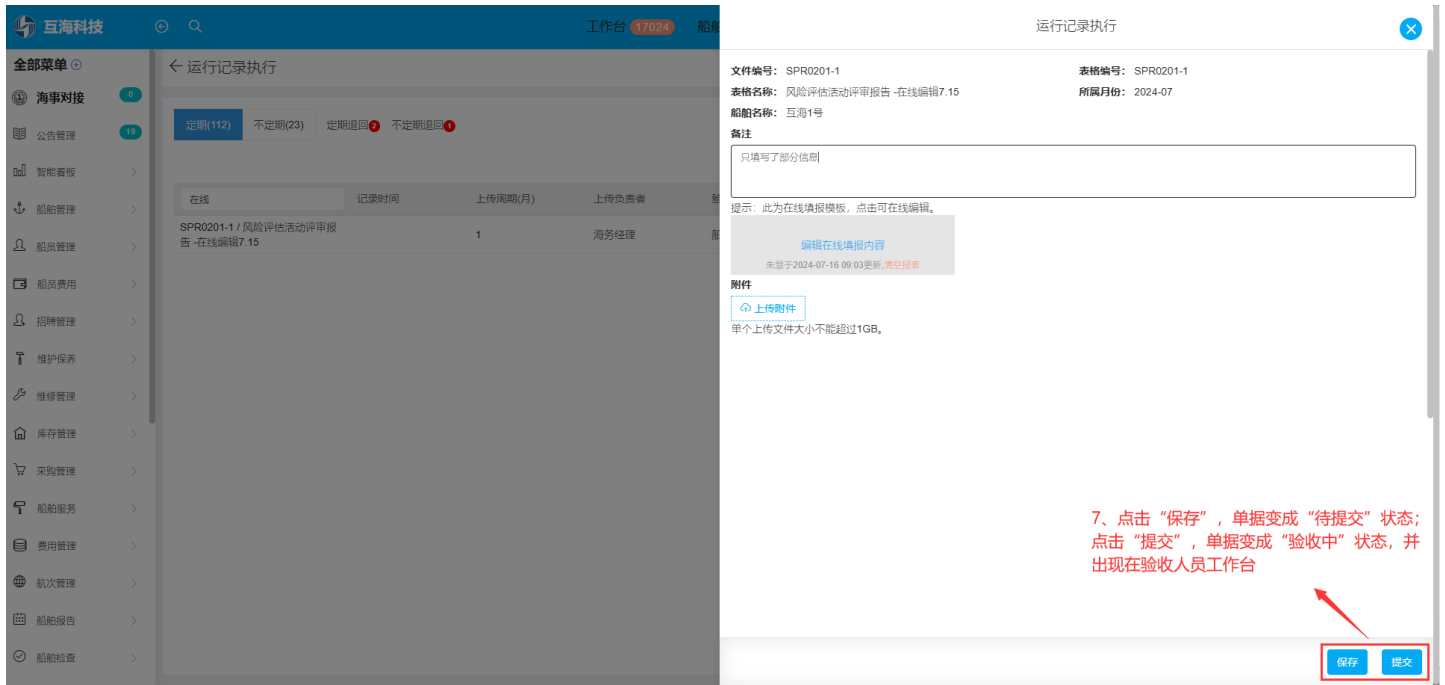 互海科技
工作台 17024
全部菜单
海事对接 0
公告管理 19
智能看板
船舶管理
船员管理
船员费用
招聘管理
维护保养
维修管理
库存管理
采购管理
船舶服务
费用管理
航次管理
船舶报告
船舶检查
运行记录执行
定期(112) 不定期(23) 定期退回2 不定期退回1
在线 记录时间 上传周期(月) 上传负责者
SPR0201-1 / 风险评估活动评审报
告 -在线编辑7.15
1 海务经理
运行记录执行
文件编号: SPR0201-1 表格编号: SPR0201-1
表格名称: 风险评估活动评审报告 -在线编辑7.15 所属月份: 2024-07
船舶名称: 互海1号
备注
只填写了部分信息
提示: 此为在线填报模板，点击可在线编辑。
编辑在线填报内容
朱慧于2024-07-16 09:03更新,清空报表
附件
上传附件
单个上传文件大小不能超过1GB。
7、点击“保存”，单据变成“待提交”状态；
点击“提交”，单据变成“验收中”状态，并
出现在验收人员工作台
保存 提交